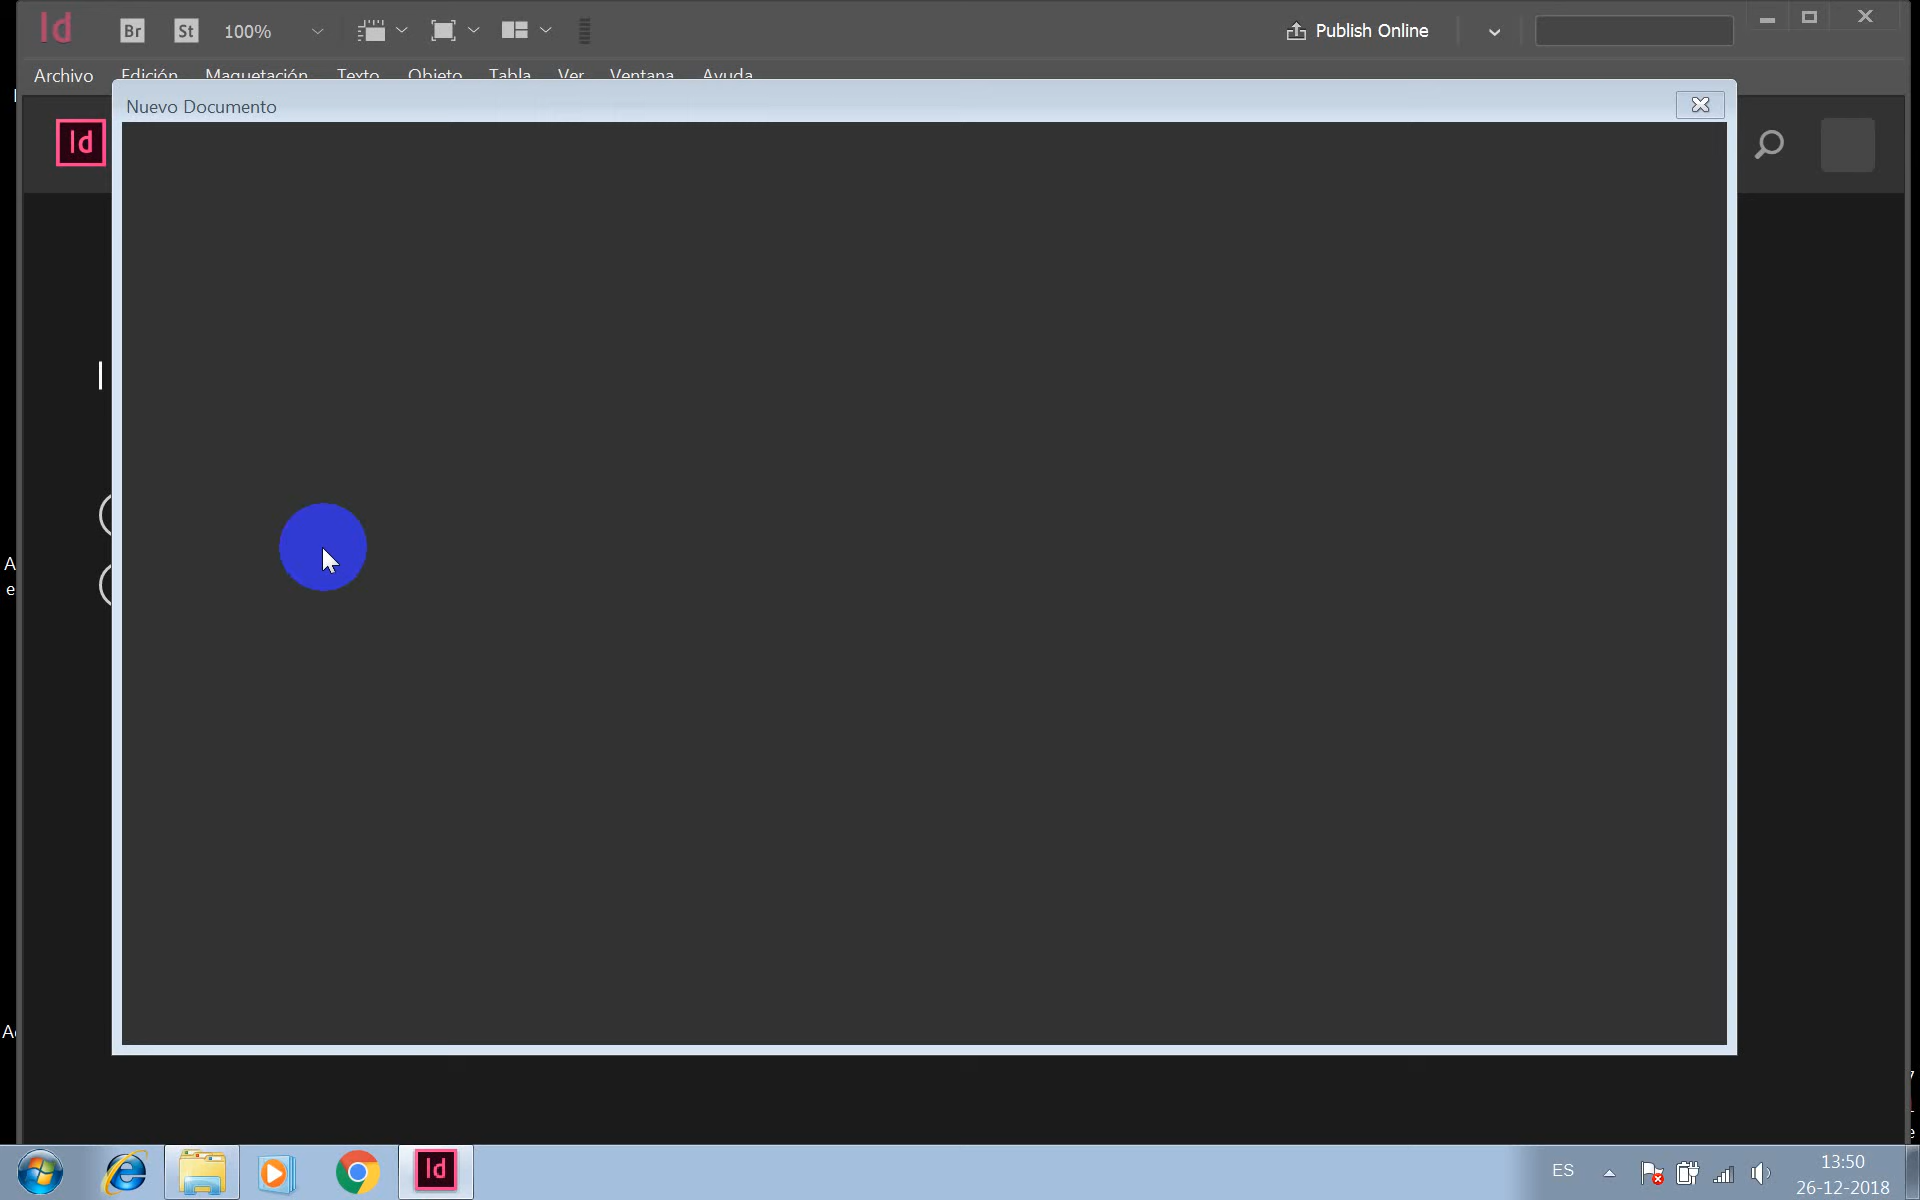 Id Br St 100% Publish Online
Archivo Edición Maquetación Texto Objeto Tabla Ver Ventana Ayuda
Nuevo Documento
Id
A
e
Id
ES
13:50
26-12-2018